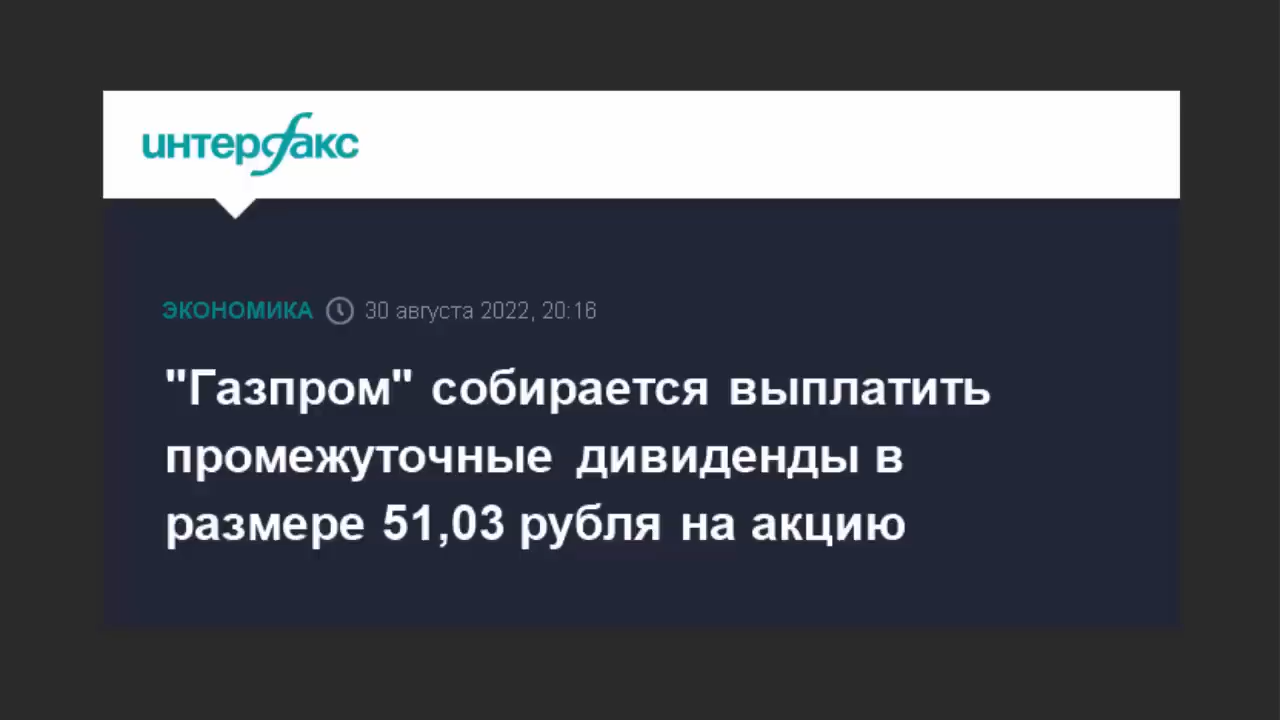 интерфакс
ЭКОНОМИКА 30 августа 2022, 20:16
"Газпром" собирается выплатить
промежуточные дивиденды в
размере 51,03 рубля на акцию